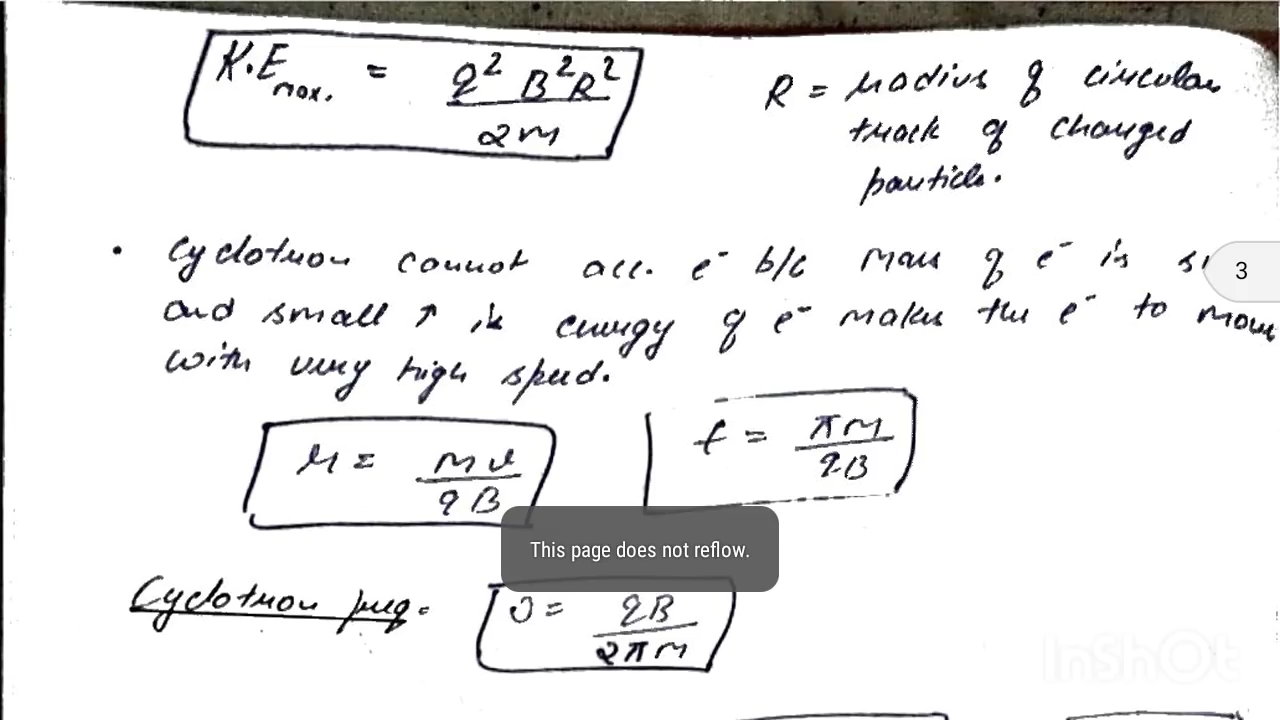 K.E max. = q² B² R² / 2m
R = radius of circular
track of charged
particle.
• Cyclotron cannot acc. e⁻ b/c mass of e⁻ is
3
and small ↑ in energy of e⁻ makes the e⁻ to move
with very high speed.
r = mv / qB
t = πm / qB
This page does not reflow.
Cyclotron freq.
υ = qB / 2πm
InShOt